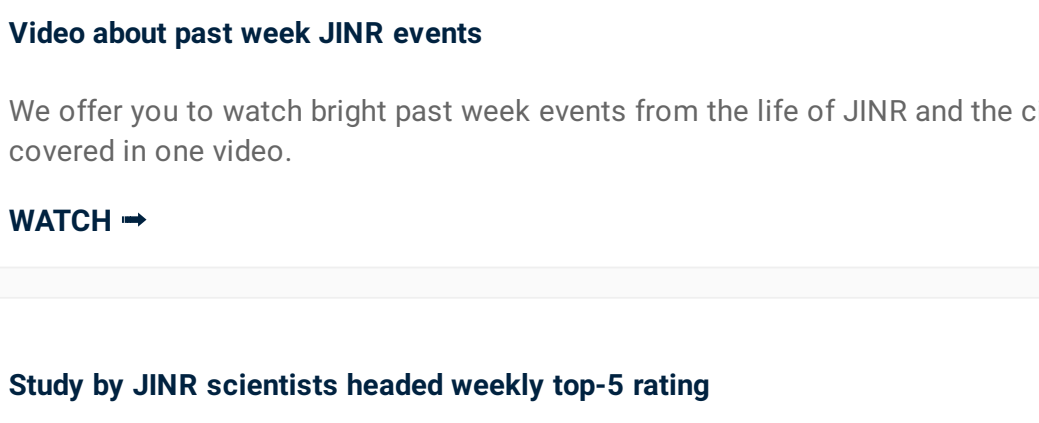 Video about past week JINR events
We offer you to watch bright past week events from the life of JINR and the
covered in one video.
WATCH ➟
Study by JINR scientists headed weekly top-5 rating